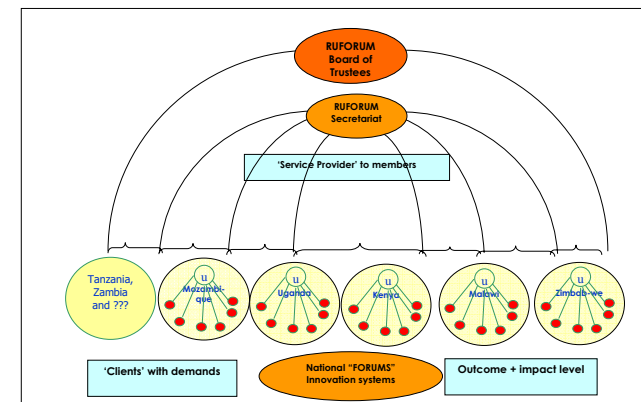 RUFORUM
Board of
Trustees
RUFORUM
Secretariat
'Service Provider' to members
Tanzania,
Zambia
and ???
u
Mozambi-
que
u
Uganda
u
Kenya
u
Malawi
u
Zimbab-we
'Clients' with demands
National "FORUMS"
Innovation systems
Outcome + impact level